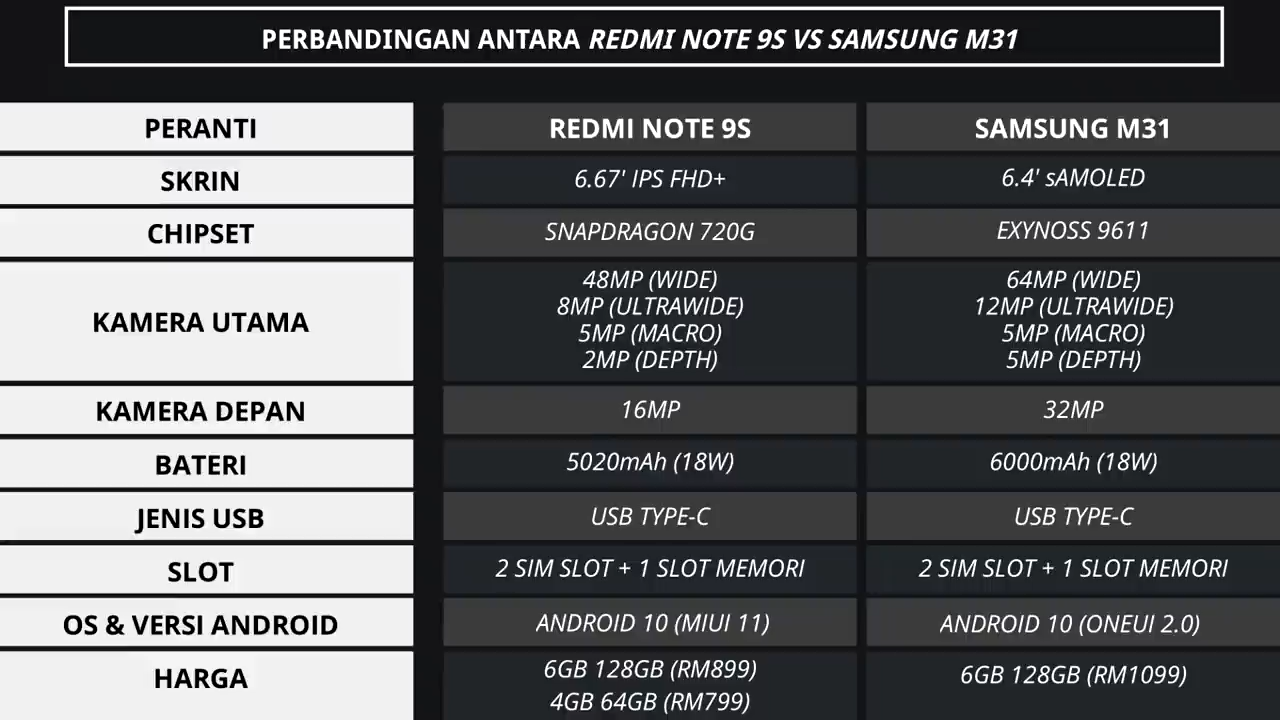 PERBANDINGAN ANTARA REDMI NOTE 9S VS SAMSUNG M31
PERANTI REDMI NOTE 9S SAMSUNG M31
SKRIN 6.67' IPS FHD+ 6.4' sAMOLED
CHIPSET SNAPDRAGON 720G EXYNOSS 9611
KAMERA UTAMA
48MP (WIDE) 64MP (WIDE)
8MP (ULTRAWIDE) 12MP (ULTRAWIDE)
5MP (MACRO) 5MP (MACRO)
2MP (DEPTH) 5MP (DEPTH)
KAMERA DEPAN 16MP 32MP
BATERI 5020mAh (18W) 6000mAh (18W)
JENIS USB USB TYPE-C USB TYPE-C
SLOT 2 SIM SLOT + 1 SLOT MEMORI 2 SIM SLOT + 1 SLOT MEMORI
OS & VERSI ANDROID ANDROID 10 (MIUI 11) ANDROID 10 (ONEUI 2.0)
HARGA 6GB 128GB (RM899) 6GB 128GB (RM1099)
4GB 64GB (RM799)